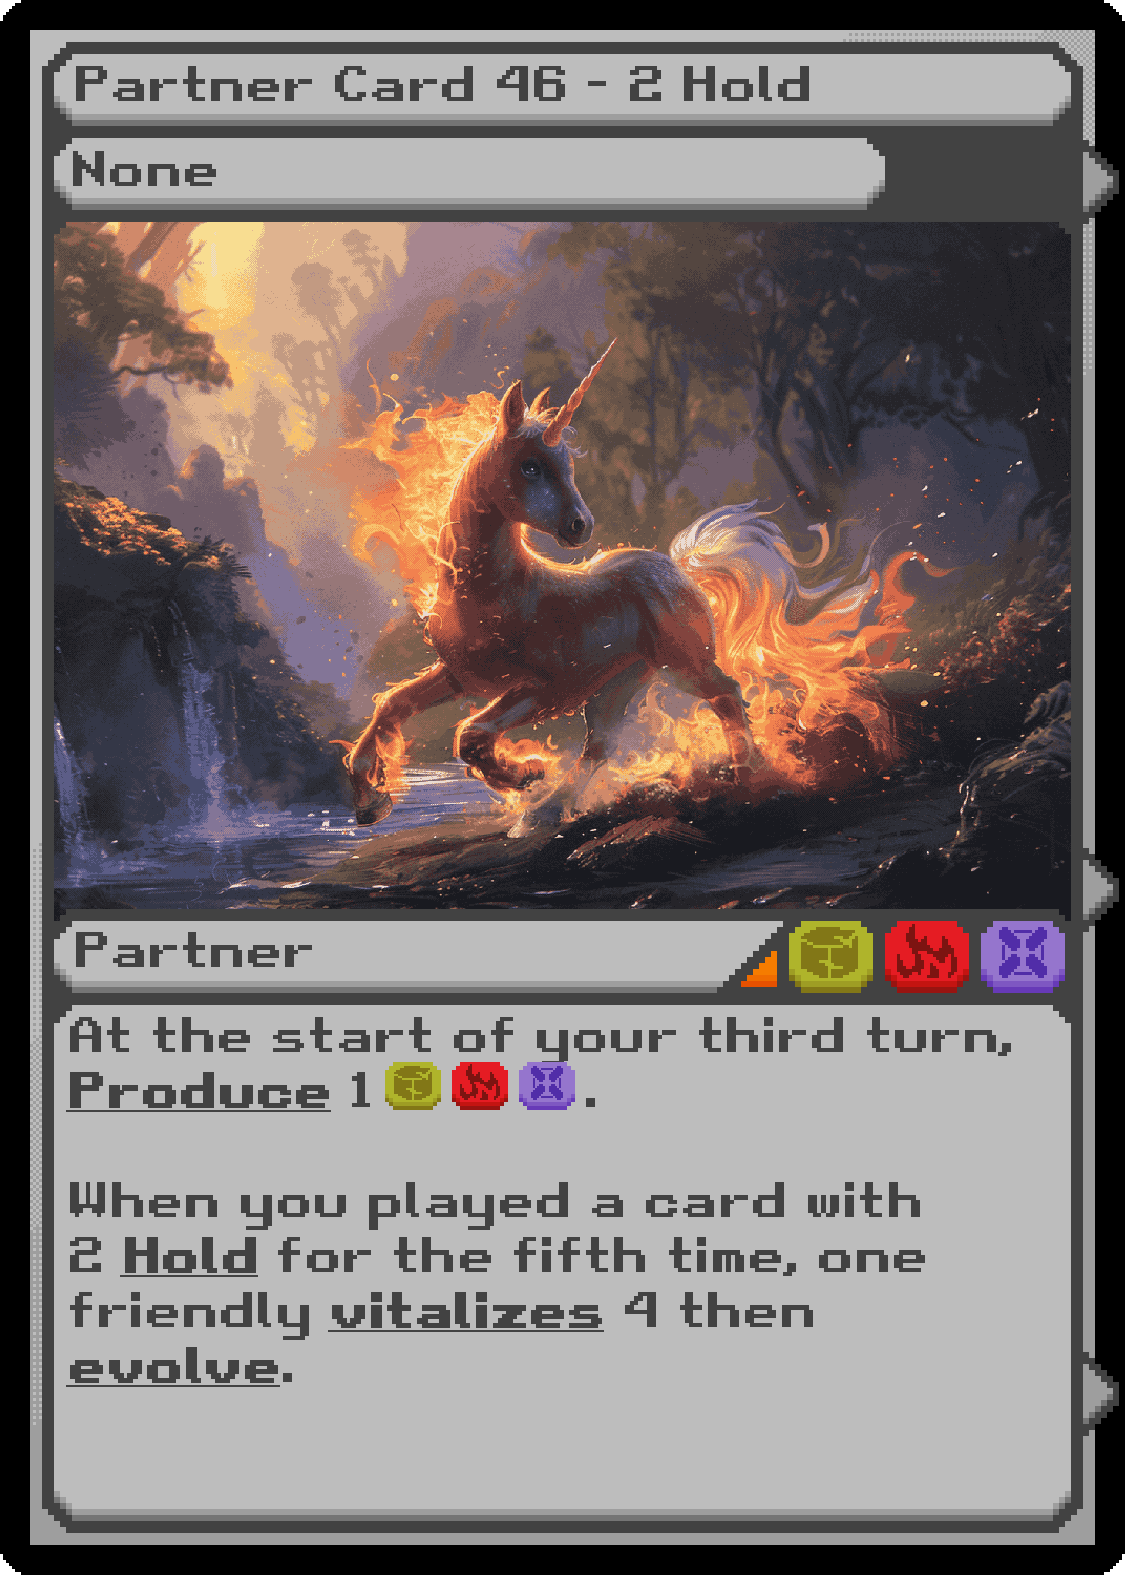 Partner Card 46 - 2 Hold
None
Partner
At the start of your third turn,
Produce 1 .
When you played a card with
2 Hold for the fifth time, one
friendly vitalizes 4 then
evolve.